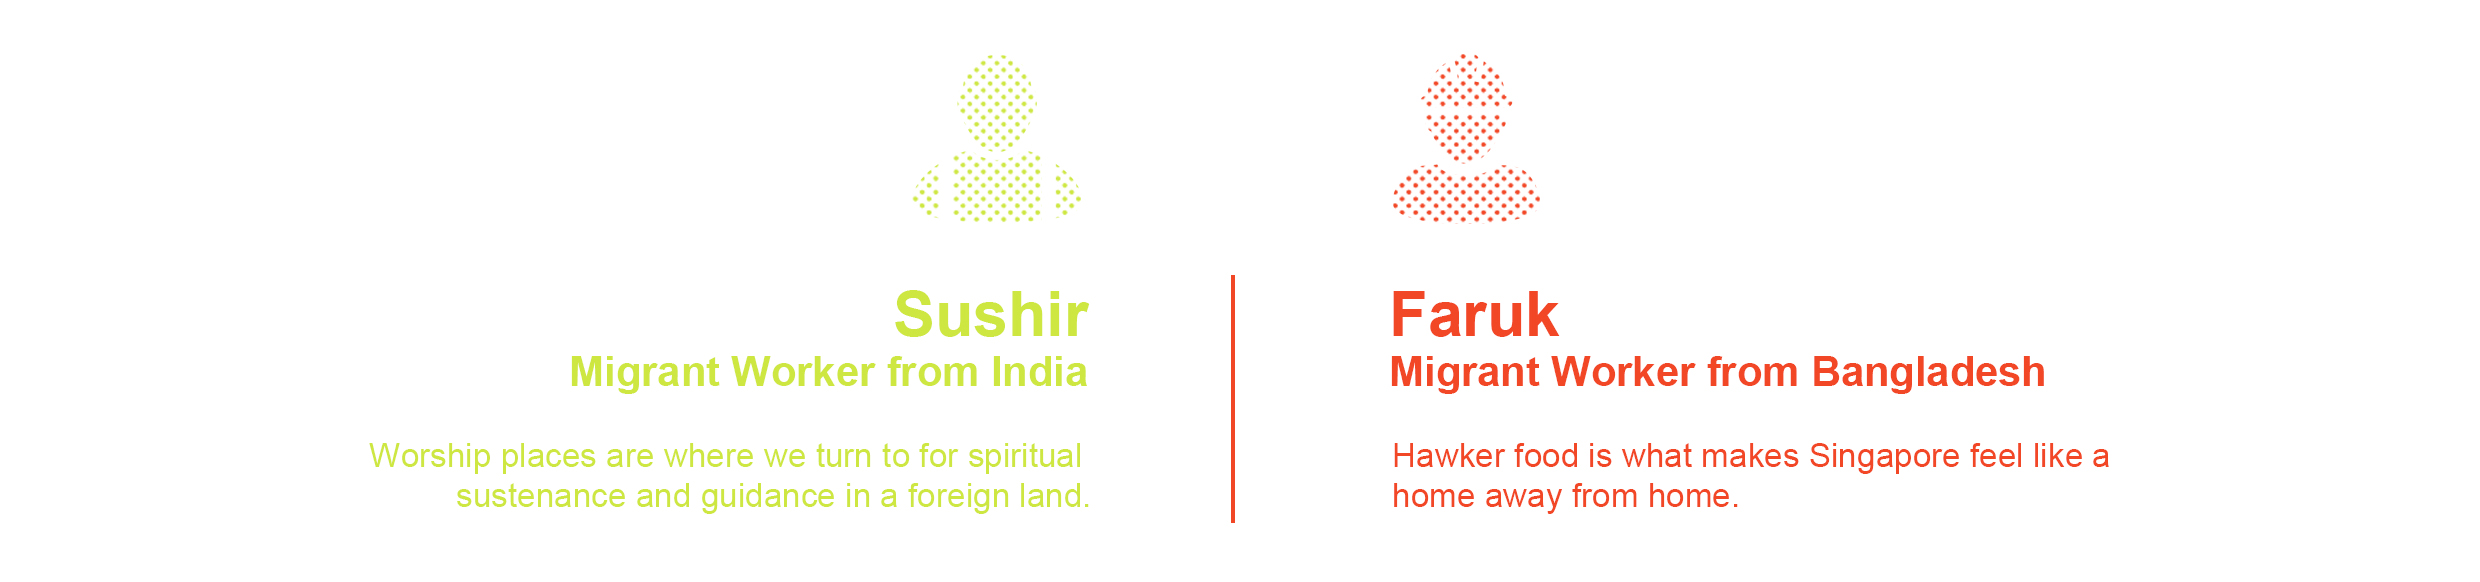 Sushir
Migrant Worker from India
Worship places are where we turn to for spiritual
sustenance and guidance in a foreign land.
Faruk
Migrant Worker from Bangladesh
Hawker food is what makes Singapore feel like a
home away from home.